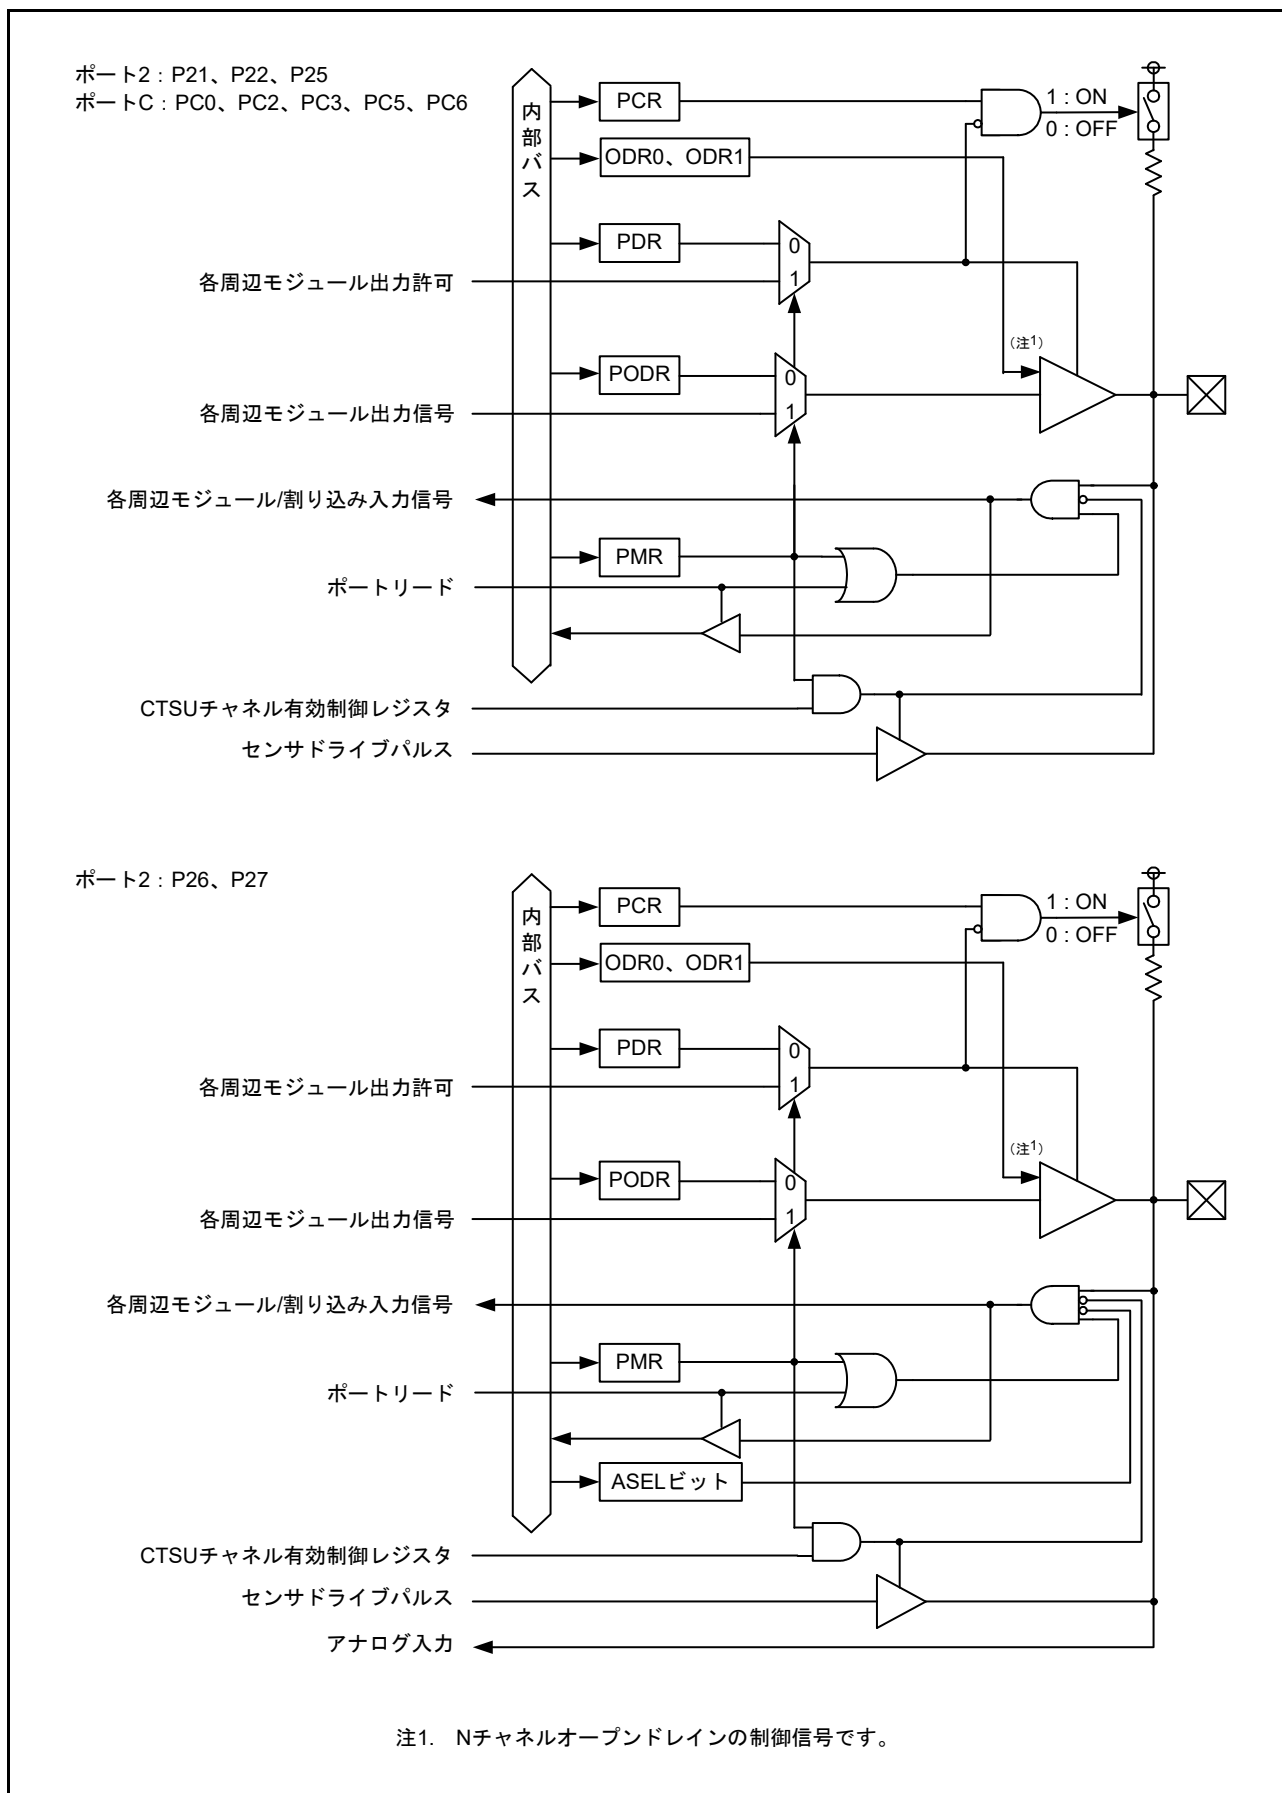 ポート2：P21、P22、P25
ポートC：PC0、PC2、PC3、PC5、PC6
内部バス
PCR
1 : ON
0 : OFF
ODR0、ODR1
PDR
0
1
各周辺モジュール出力許可
(注1)
PODR
0
1
各周辺モジュール出力信号
各周辺モジュール/割り込み入力信号
PMR
ポートリード
CTSUチャネル有効制御レジスタ
センサドライブパルス
ポート2：P26、P27
内部バス
PCR
1 : ON
0 : OFF
ODR0、ODR1
PDR
0
1
各周辺モジュール出力許可
(注1)
PODR
0
1
各周辺モジュール出力信号
各周辺モジュール/割り込み入力信号
PMR
ポートリード
ASELビット
CTSUチャネル有効制御レジスタ
センサドライブパルス
アナログ入力
注1. Nチャネルオープンドレインの制御信号です。